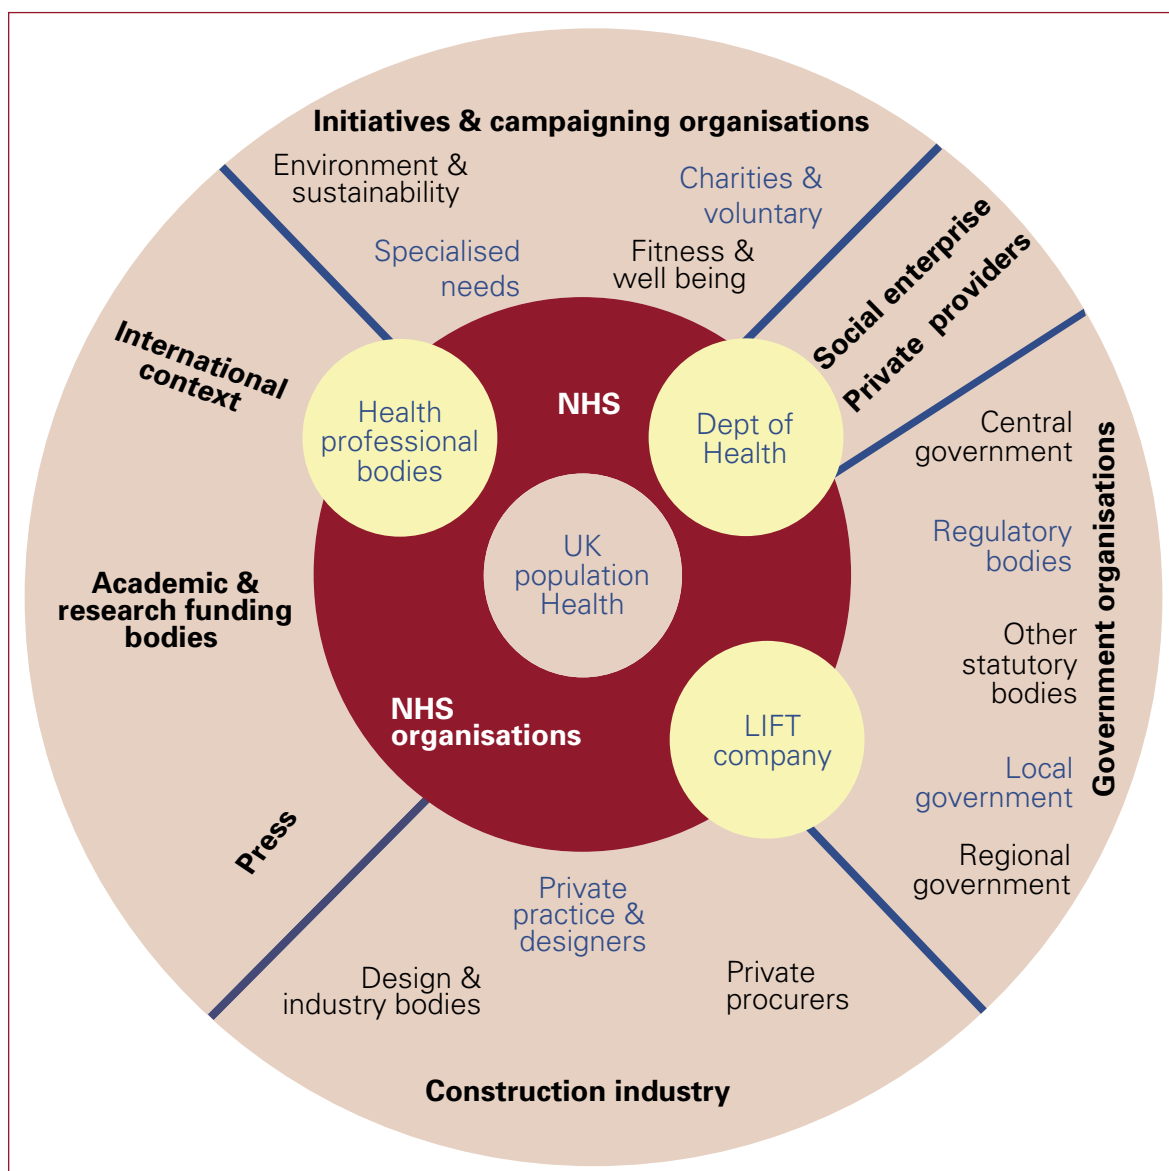 Initiatives & campaigning organisations
Environment &
sustainability
Charities &
voluntary
Specialised
needs
Fitness &
well being
Social enterprise
Private providers
International
context
Health
professional
bodies
NHS
Dept of
Health
Central
government
Government organisations
Regulatory
bodies
UK
population
Health
Academic &
research funding
bodies
Other
statutory
bodies
NHS
organisations
LIFT
company
Local
government
Press
Regional
government
Private
practice &
designers
Design &
industry bodies
Private
procurers
Construction industry